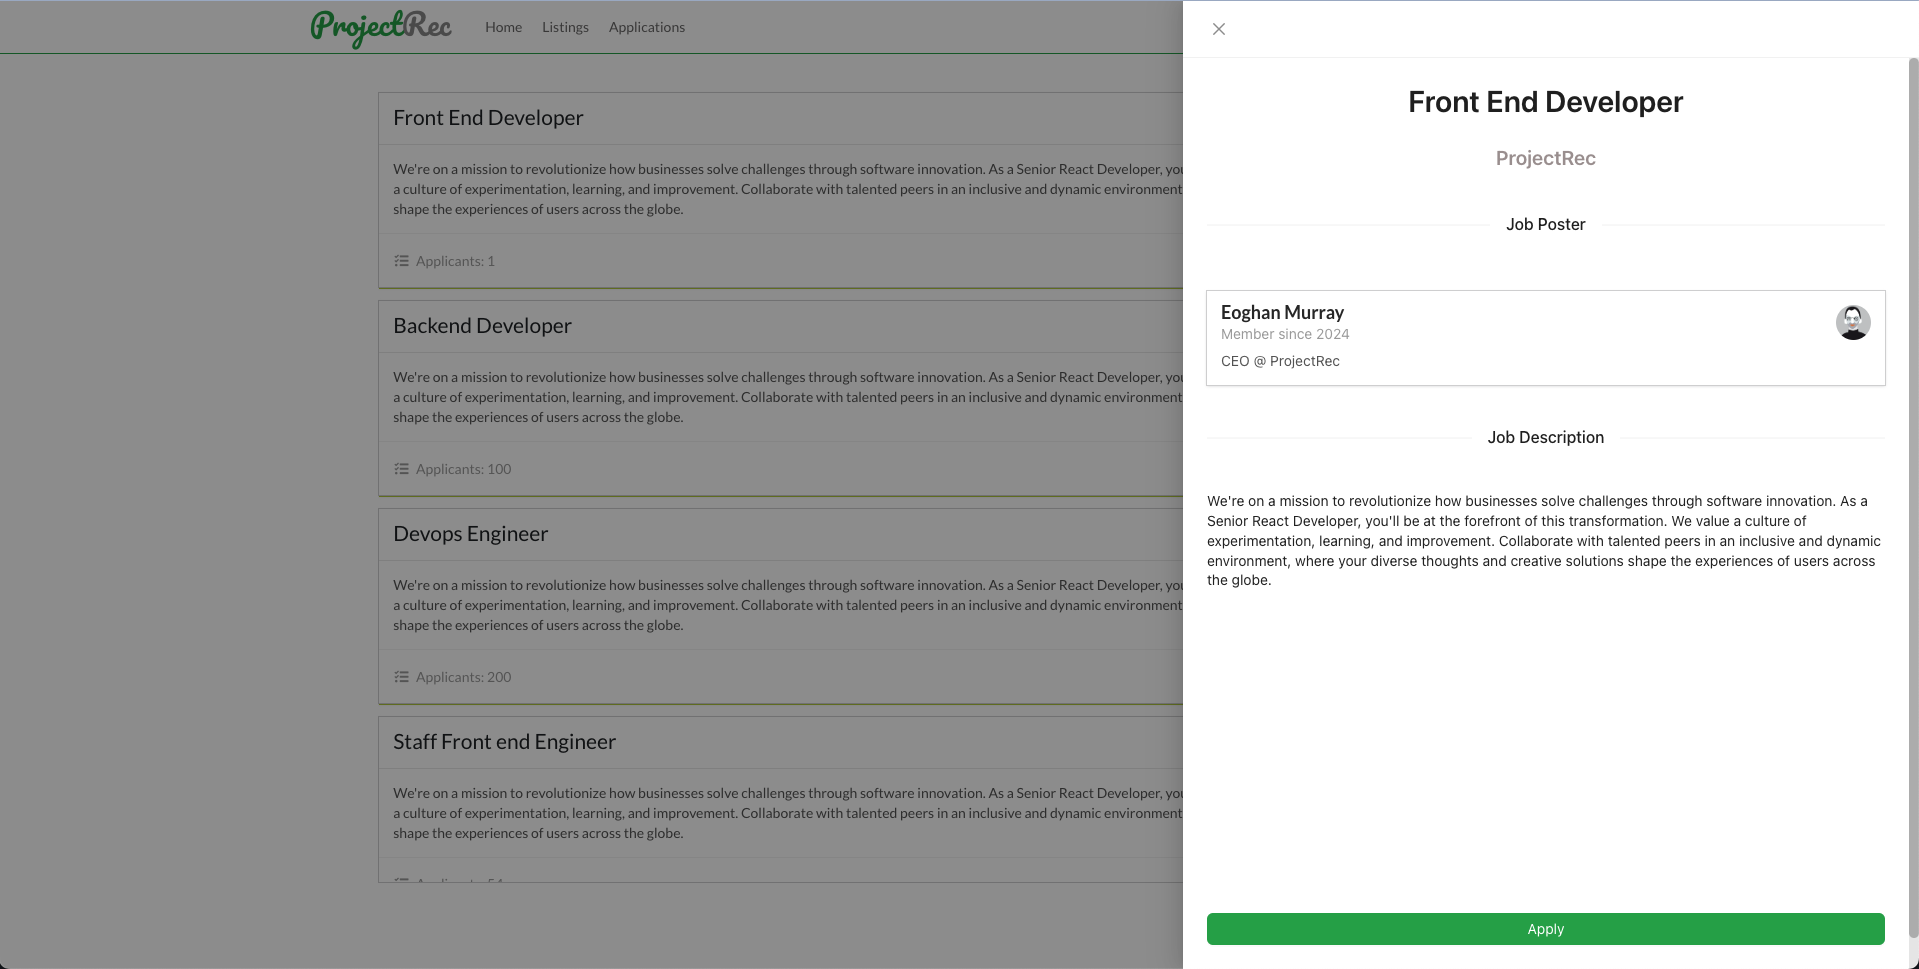 ProjectRec
Home Listings Applications
Front End Developer
We're on a mission to revolutionize how businesses solve challenges through software innovation. As a Senior React Developer,
a culture of experimentation, learning, and improvement. Collaborate with talented peers in an inclusive and dynamic environment
shape the experiences of users across the globe.
Applicants: 1
Backend Developer
We're on a mission to revolutionize how businesses solve challenges through software innovation. As a Senior React Developer,
a culture of experimentation, learning, and improvement. Collaborate with talented peers in an inclusive and dynamic environment
shape the experiences of users across the globe.
Applicants: 100
Devops Engineer
We're on a mission to revolutionize how businesses solve challenges through software innovation. As a Senior React Developer,
a culture of experimentation, learning, and improvement. Collaborate with talented peers in an inclusive and dynamic environment
shape the experiences of users across the globe.
Applicants: 200
Staff Front end Engineer
We're on a mission to revolutionize how businesses solve challenges through software innovation. As a Senior React Developer,
a culture of experimentation, learning, and improvement. Collaborate with talented peers in an inclusive and dynamic environment
shape the experiences of users across the globe.
Front End Developer
ProjectRec
Job Poster
Eoghan Murray
Member since 2024
CEO @ ProjectRec
Job Description
We're on a mission to revolutionize how businesses solve challenges through software innovation. As a
Senior React Developer, you'll be at the forefront of this transformation. We value a culture of
experimentation, learning, and improvement. Collaborate with talented peers in an inclusive and dynamic
environment, where your diverse thoughts and creative solutions shape the experiences of users across
the globe.
Apply